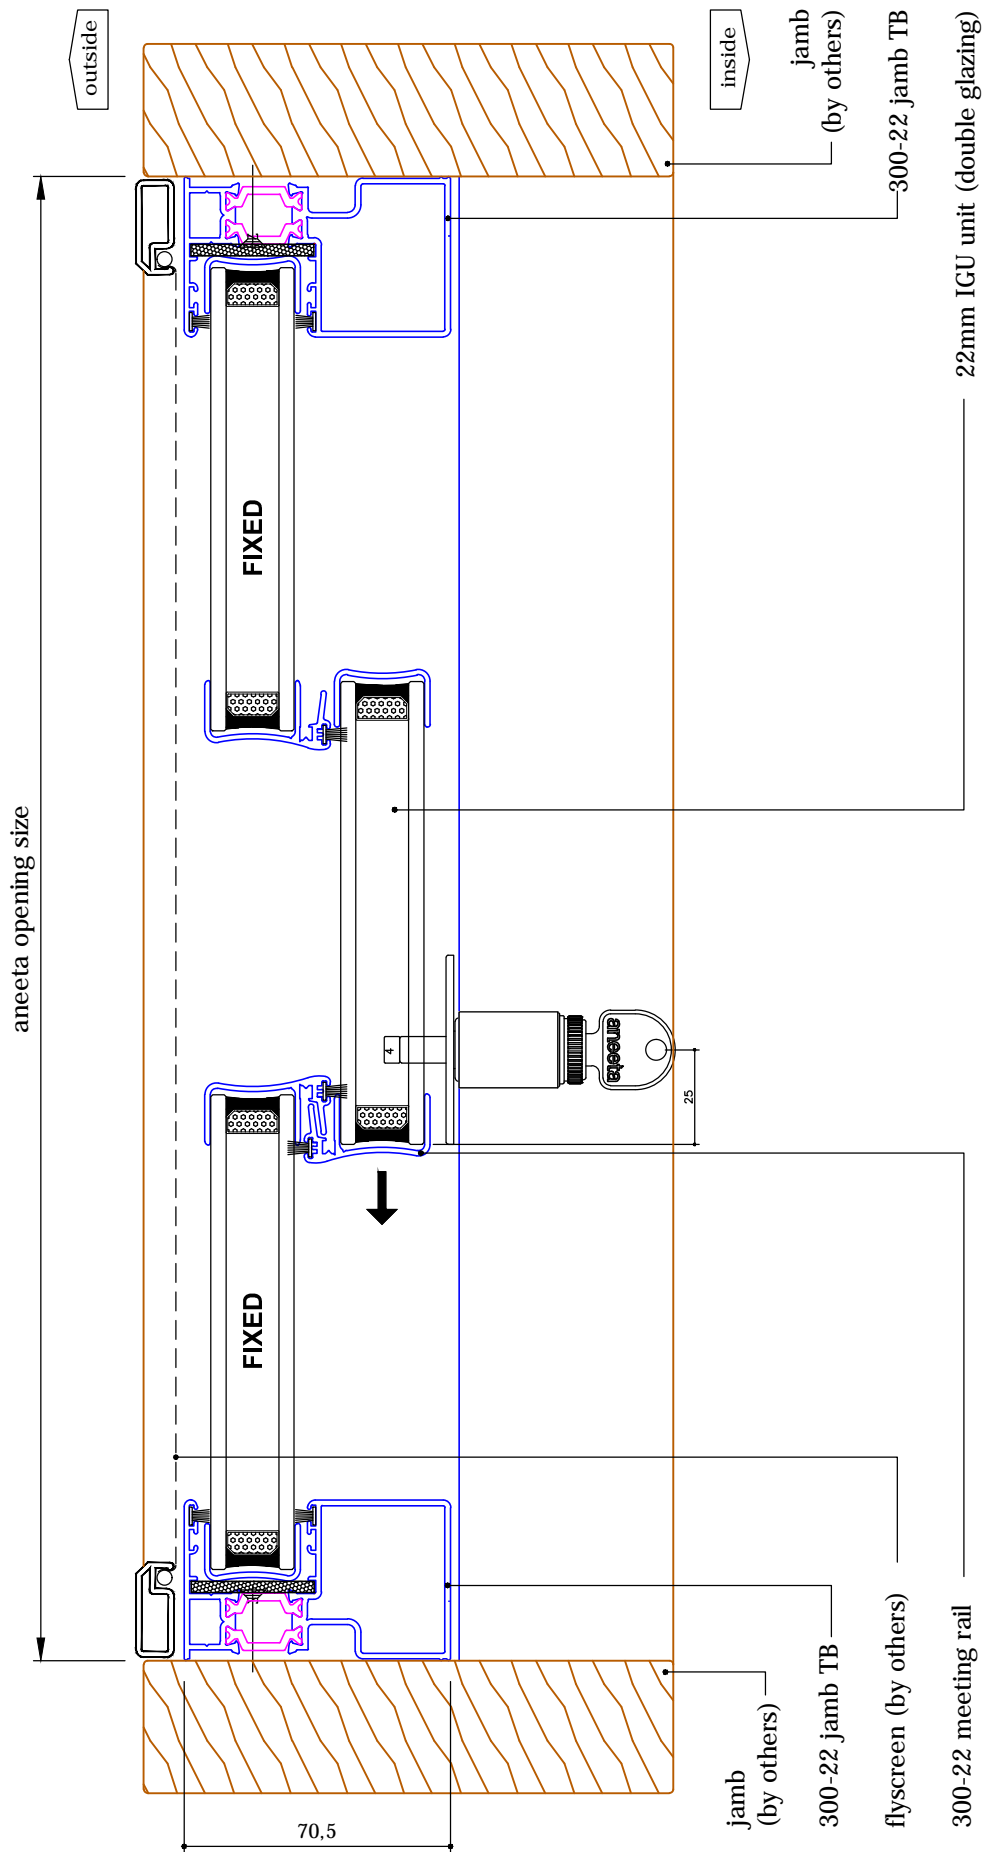 outside
inside
jamb
(by others)
300-22 jamb TB
22mm IGU unit (double glazing)
aneeta opening size
FIXED
4
aneeta
25
FIXED
jamb
(by others)
300-22 jamb TB
flyscreen (by others)
300-22 meeting rail
70,5